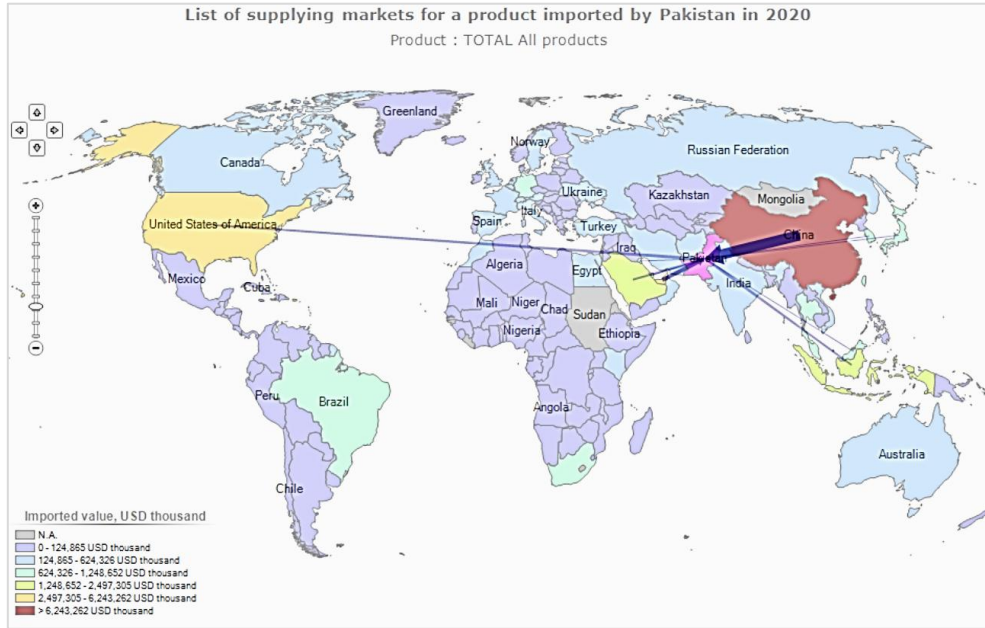 List of supplying markets for a product imported by Pakistan in 2020
Product : TOTAL All products
Greenland
Norway
Russian Federation
Canada
Ukraine
Kazakhstan
Mongolia
United States of America
Spain
Italy
Turkey
China
Iraq
Pakistan
Mexico
Algeria
Egypt
India
Cuba
Mali
Niger
Chad
Sudan
Nigeria
Ethiopia
Peru
Brazil
Angola
Australia
Chile
Imported value, USD thousand
N.A.
0 - 124,865 USD thousand
124,865 - 624,326 USD thousand
624,326 - 1,248,652 USD thousand
1,248,652 - 2,497,305 USD thousand
2,497,305 - 6,243,262 USD thousand
> 6,243,262 USD thousand